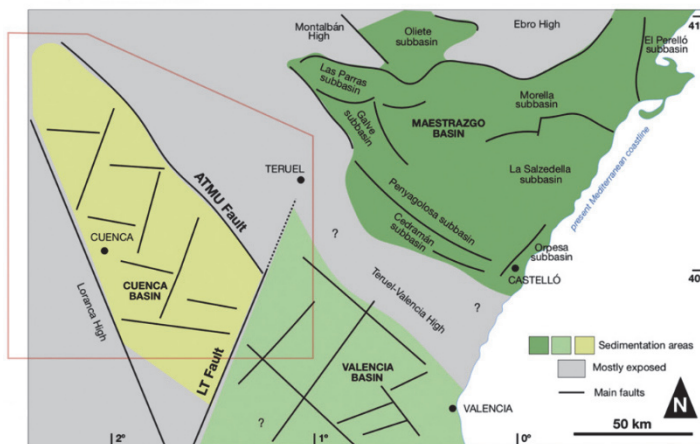 Montalbán
High
Oliete
subbasin
Ebro High
41
El Perelló
subbasin
Las Parras
subbasin
Morella
subbasin
Galve
subbasin
MAESTRAZGO
BASIN
La Salzedella
subbasin
present Mediterranean coastline
TERUEL
ATMU Fault
Penyagolosa subbasin
Cedramán
subbasin
?
CUENCA
Orpesa
subbasin
CASTELLÓ
40
Loranca High
CUENCA
BASIN
Teruel-Valencia High
?
LT Fault
VALENCIA
BASIN
Sedimentation areas
Mostly exposed
Main faults
N
VALENCIA
?
50 km
2°
1°
0°